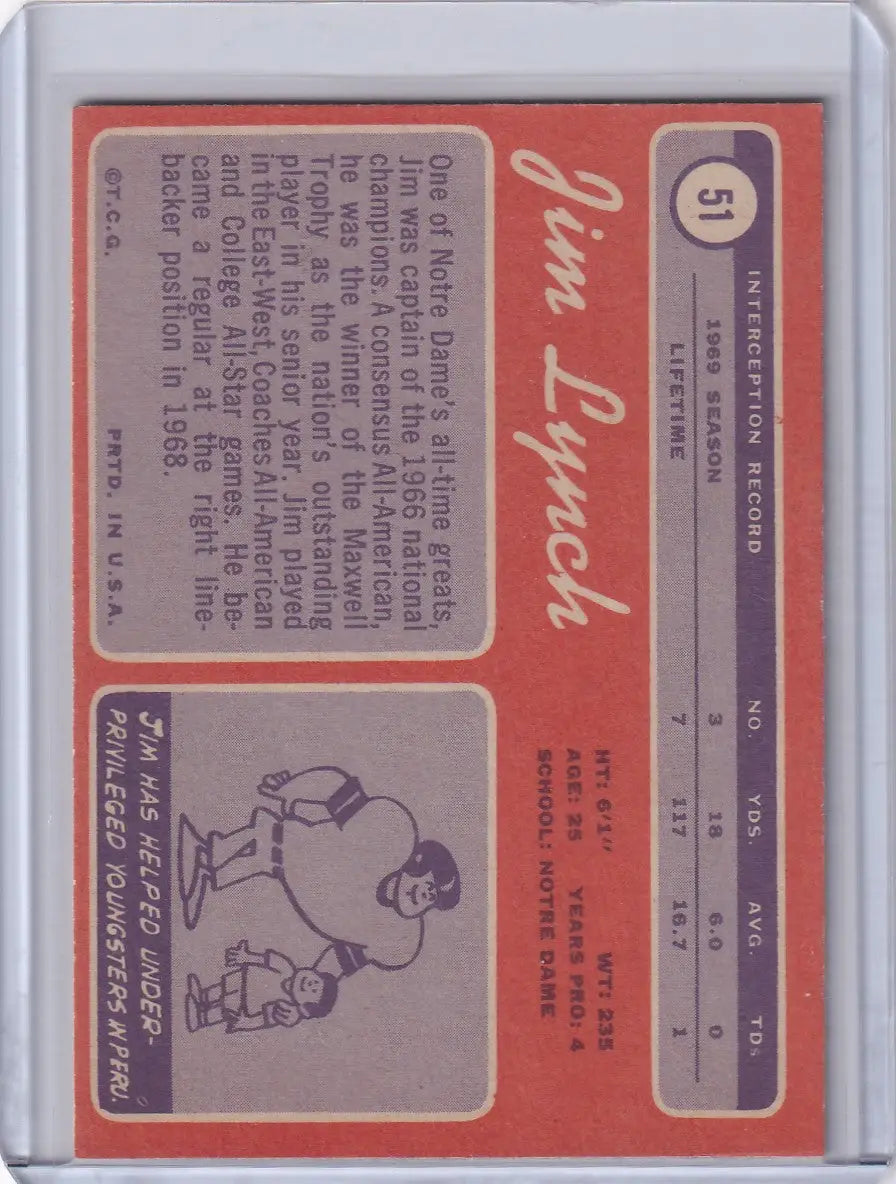 51
INTERCEPTION RECORD NO. YDS. AVG. TDs
1969 SEASON 3 18 6.0 0
LIFETIME 7 117 16.7 1
Jim Lynch
HT: 6'1" WT: 235
AGE: 25 YEARS PRO: 4
SCHOOL: NOTRE DAME
One of Notre Dame's all-time greats,
Jim was captain of the 1966 national
champions. A consensus All-American,
he was the winner of the Maxwell
Trophy as the nation's outstanding
player in his senior year. Jim played
in the East-West, Coaches All-American
and College All-Star games. He be-
came a regular at the right line-
backer position in 1968.
©T.C.G. PRTD. IN U.S.A.
JIM HAS HELPED UNDER-
PRIVILEGED YOUNGSTERS IN PERU.